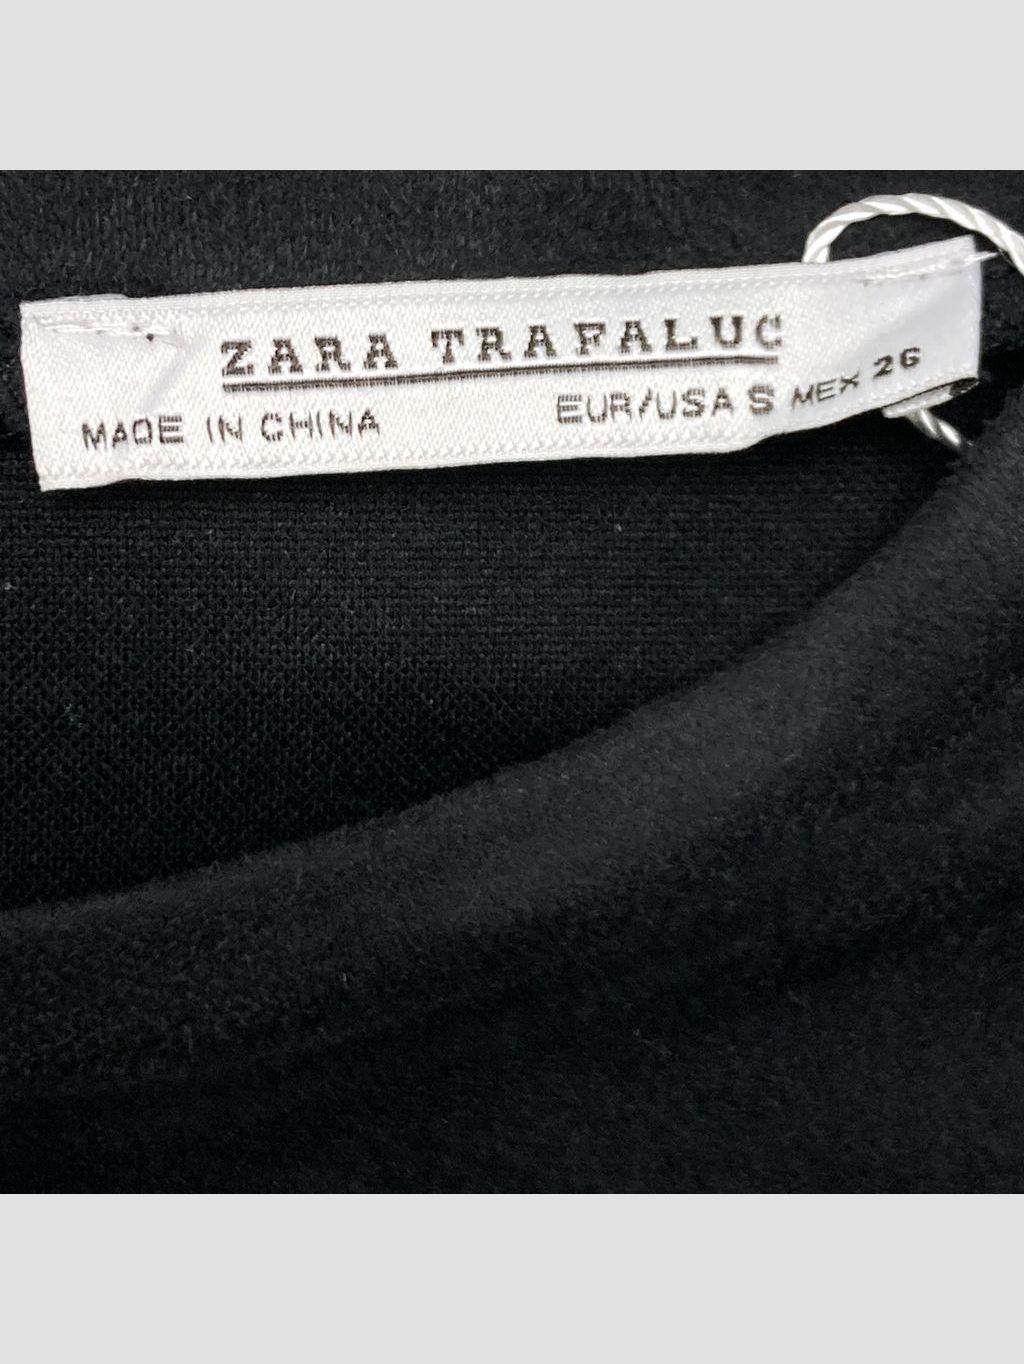 ZARA TRAFALUC
MADE IN CHINA EUR/USA S MEX 26